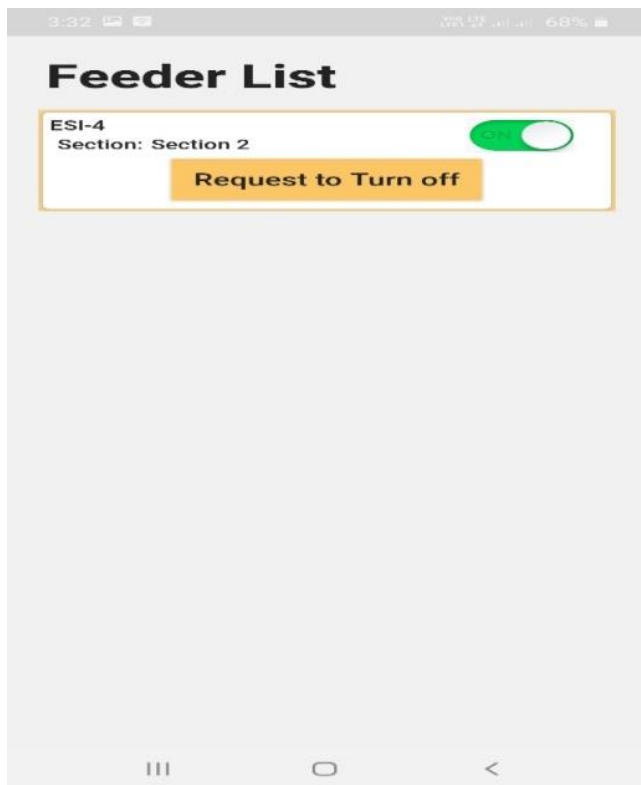 3:32 68%
Feeder List
ESI-4
ON
Section: Section 2
Request to Turn off